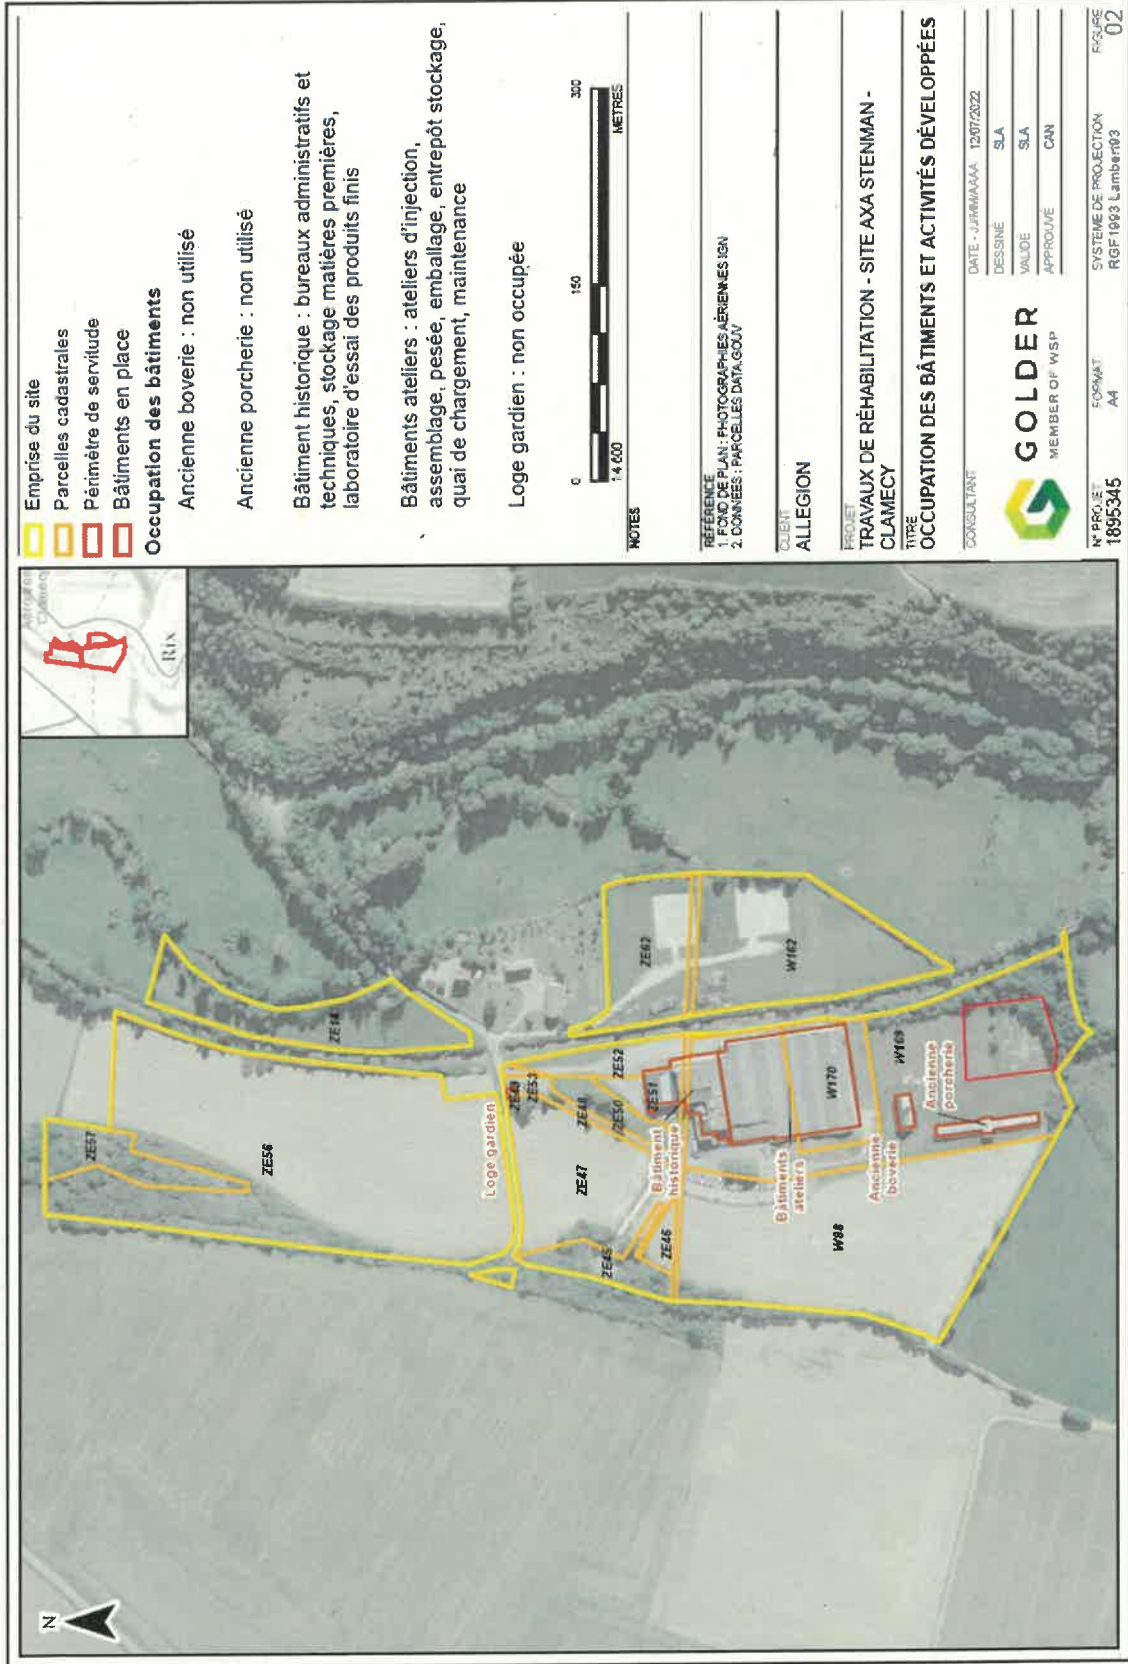 N
Rix
ZE57
ZE56
ZE14
Loge gardien
ZE49
ZE53
ZE48
ZE50
ZE52
ZE47
ZE51
ZE45
ZE46
Bâtiment
historique
ZE62
W162
W170
Bâtiments
ateliers
W169
Ancienne
boverie
Ancienne
porcherie
W88
Emprise du site
Parcelles cadastrales
Périmètre de servitude
Bâtiments en place
Occupation des bâtiments
Ancienne boverie : non utilisé
Ancienne porcherie : non utilisé
Bâtiment historique : bureaux administratifs et
techniques, stockage matières premières,
laboratoire d'essai des produits finis
Bâtiments ateliers : ateliers d'injection,
assemblage, pesée, emballage, entrepôt stockage,
quai de chargement, maintenance
Loge gardien : non occupée
0 150 300
1:4 600 METRES
NOTES
RÉFÉRENCE
1. FOND DE PLAN : PHOTOGRAPHIES AÉRIENNES IGN
2. DONNÉES : PARCELLES DATA.GOUV
CLIENT
ALLEGION
PROJET
TRAVAUX DE RÉHABILITATION - SITE AXA STENMAN -
CLAMECY
TITRE
OCCUPATION DES BÂTIMENTS ET ACTIVITÉS DÉVELOPPÉES
CONSULTANT
DATE - JJ/MM/AAAA 12/07/2022
DESSINE SLA
VALIDE SLA
APPROUVÉ CAN
GOLDER
MEMBER OF WSP
N° PROJET
1895345
FORMAT
A4
SYSTÈME DE PROJECTION
RGF1993 Lambert93
FIGURE
02